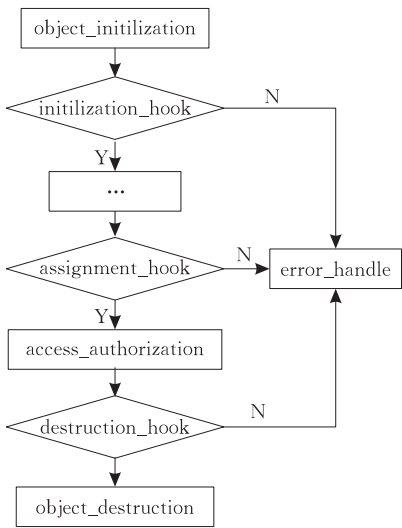 object_initilization
initilization_hook
N
Y
...
assignment_hook
N
error_handle
Y
access_authorization
destruction_hook
N
object_destruction